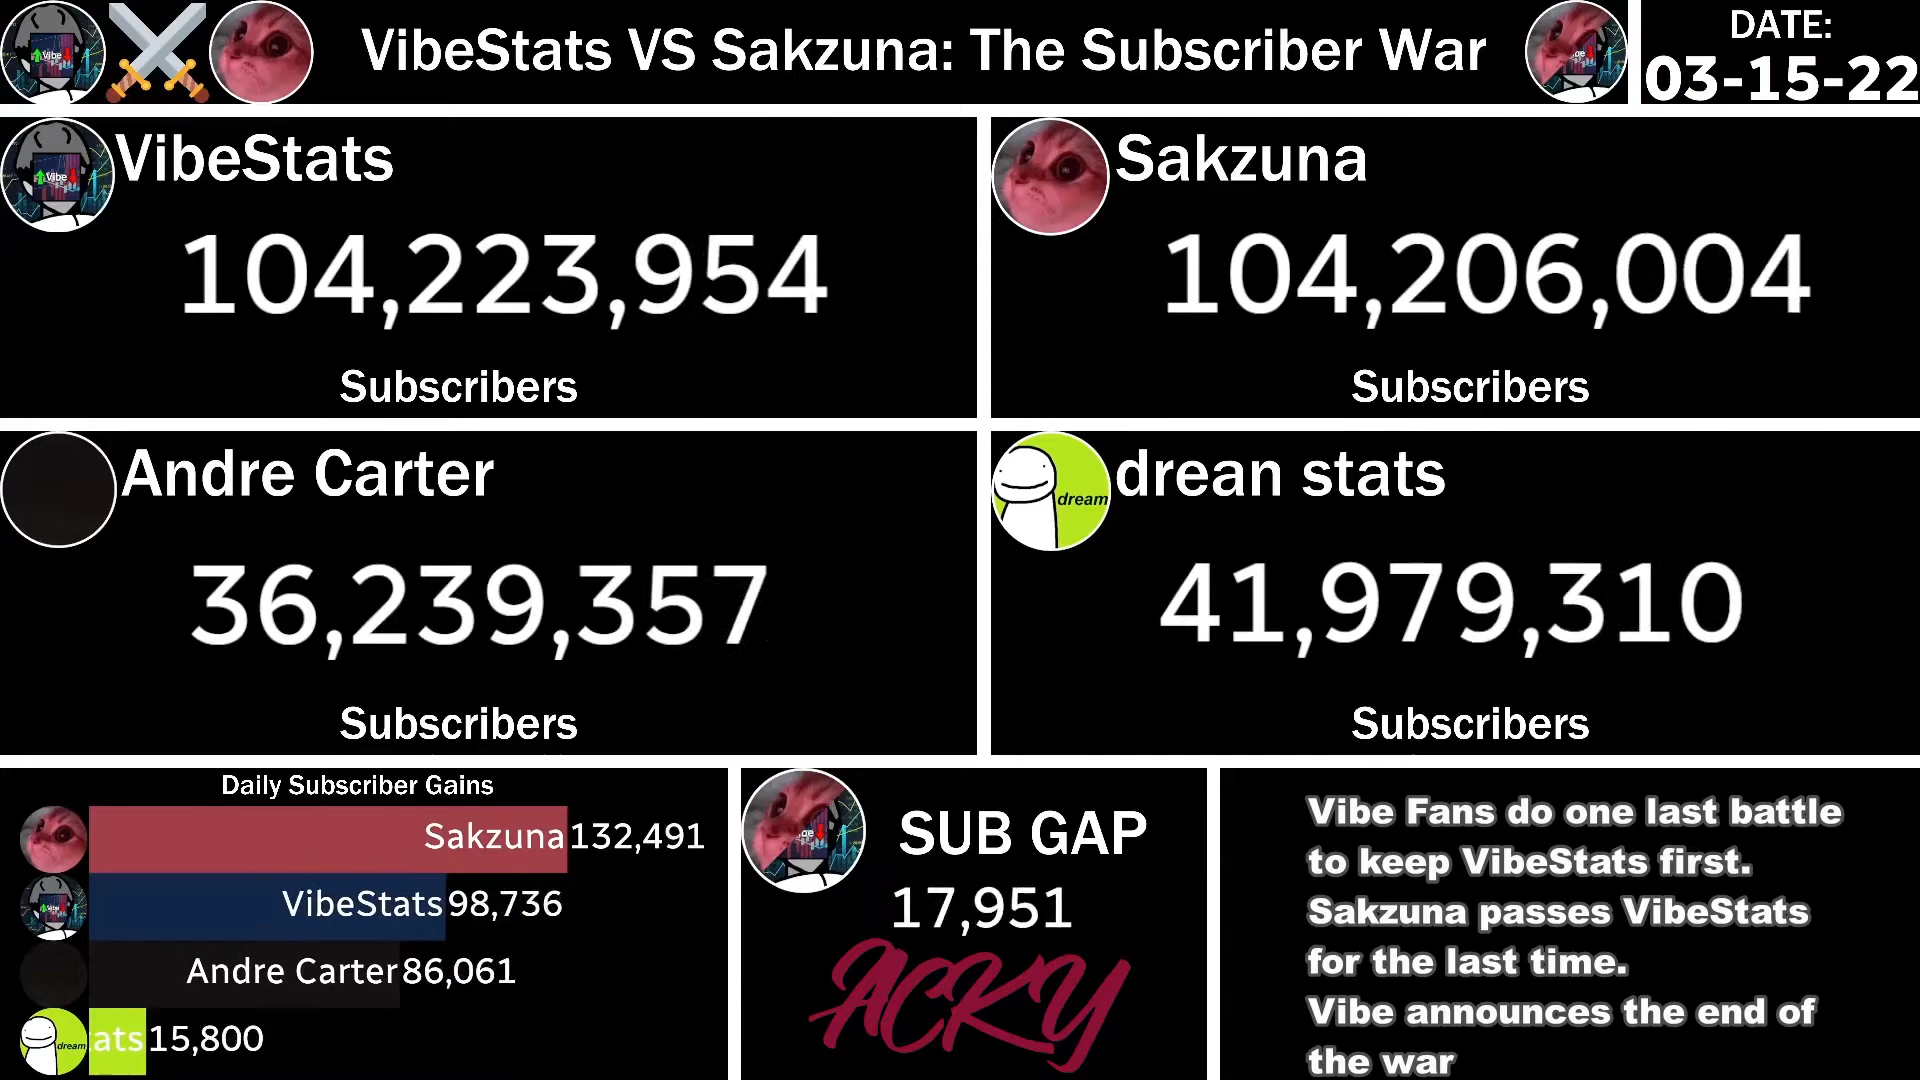 VibeStats VS Sakzuna: The Subscriber War
DATE:
03-15-22
VibeStats
104,223,954
Subscribers
Sakzuna
104,206,004
Subscribers
Andre Carter
36,239,357
Subscribers
dream
drean stats
41,979,310
Subscribers
Daily Subscriber Gains
Sakzuna 132,491
Vibe
VibeStats 98,736
Andre Carter 86,061
dream
ats 15,800
SUB GAP
17,951
ACKY
Vibe Fans do one last battle
to keep VibeStats first.
Sakzuna passes VibeStats
for the last time.
Vibe announces the end of
the war